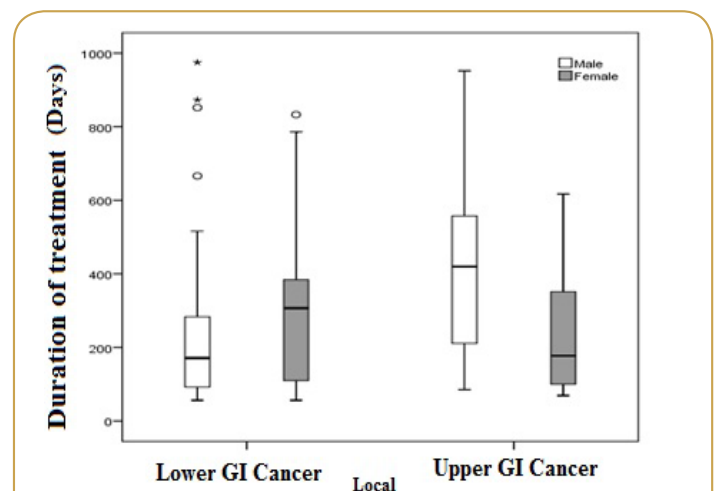 1000
800
600
400
200
0
Duration of treatment (Days)
Male
Female
Lower GI Cancer
Upper GI Cancer
Local